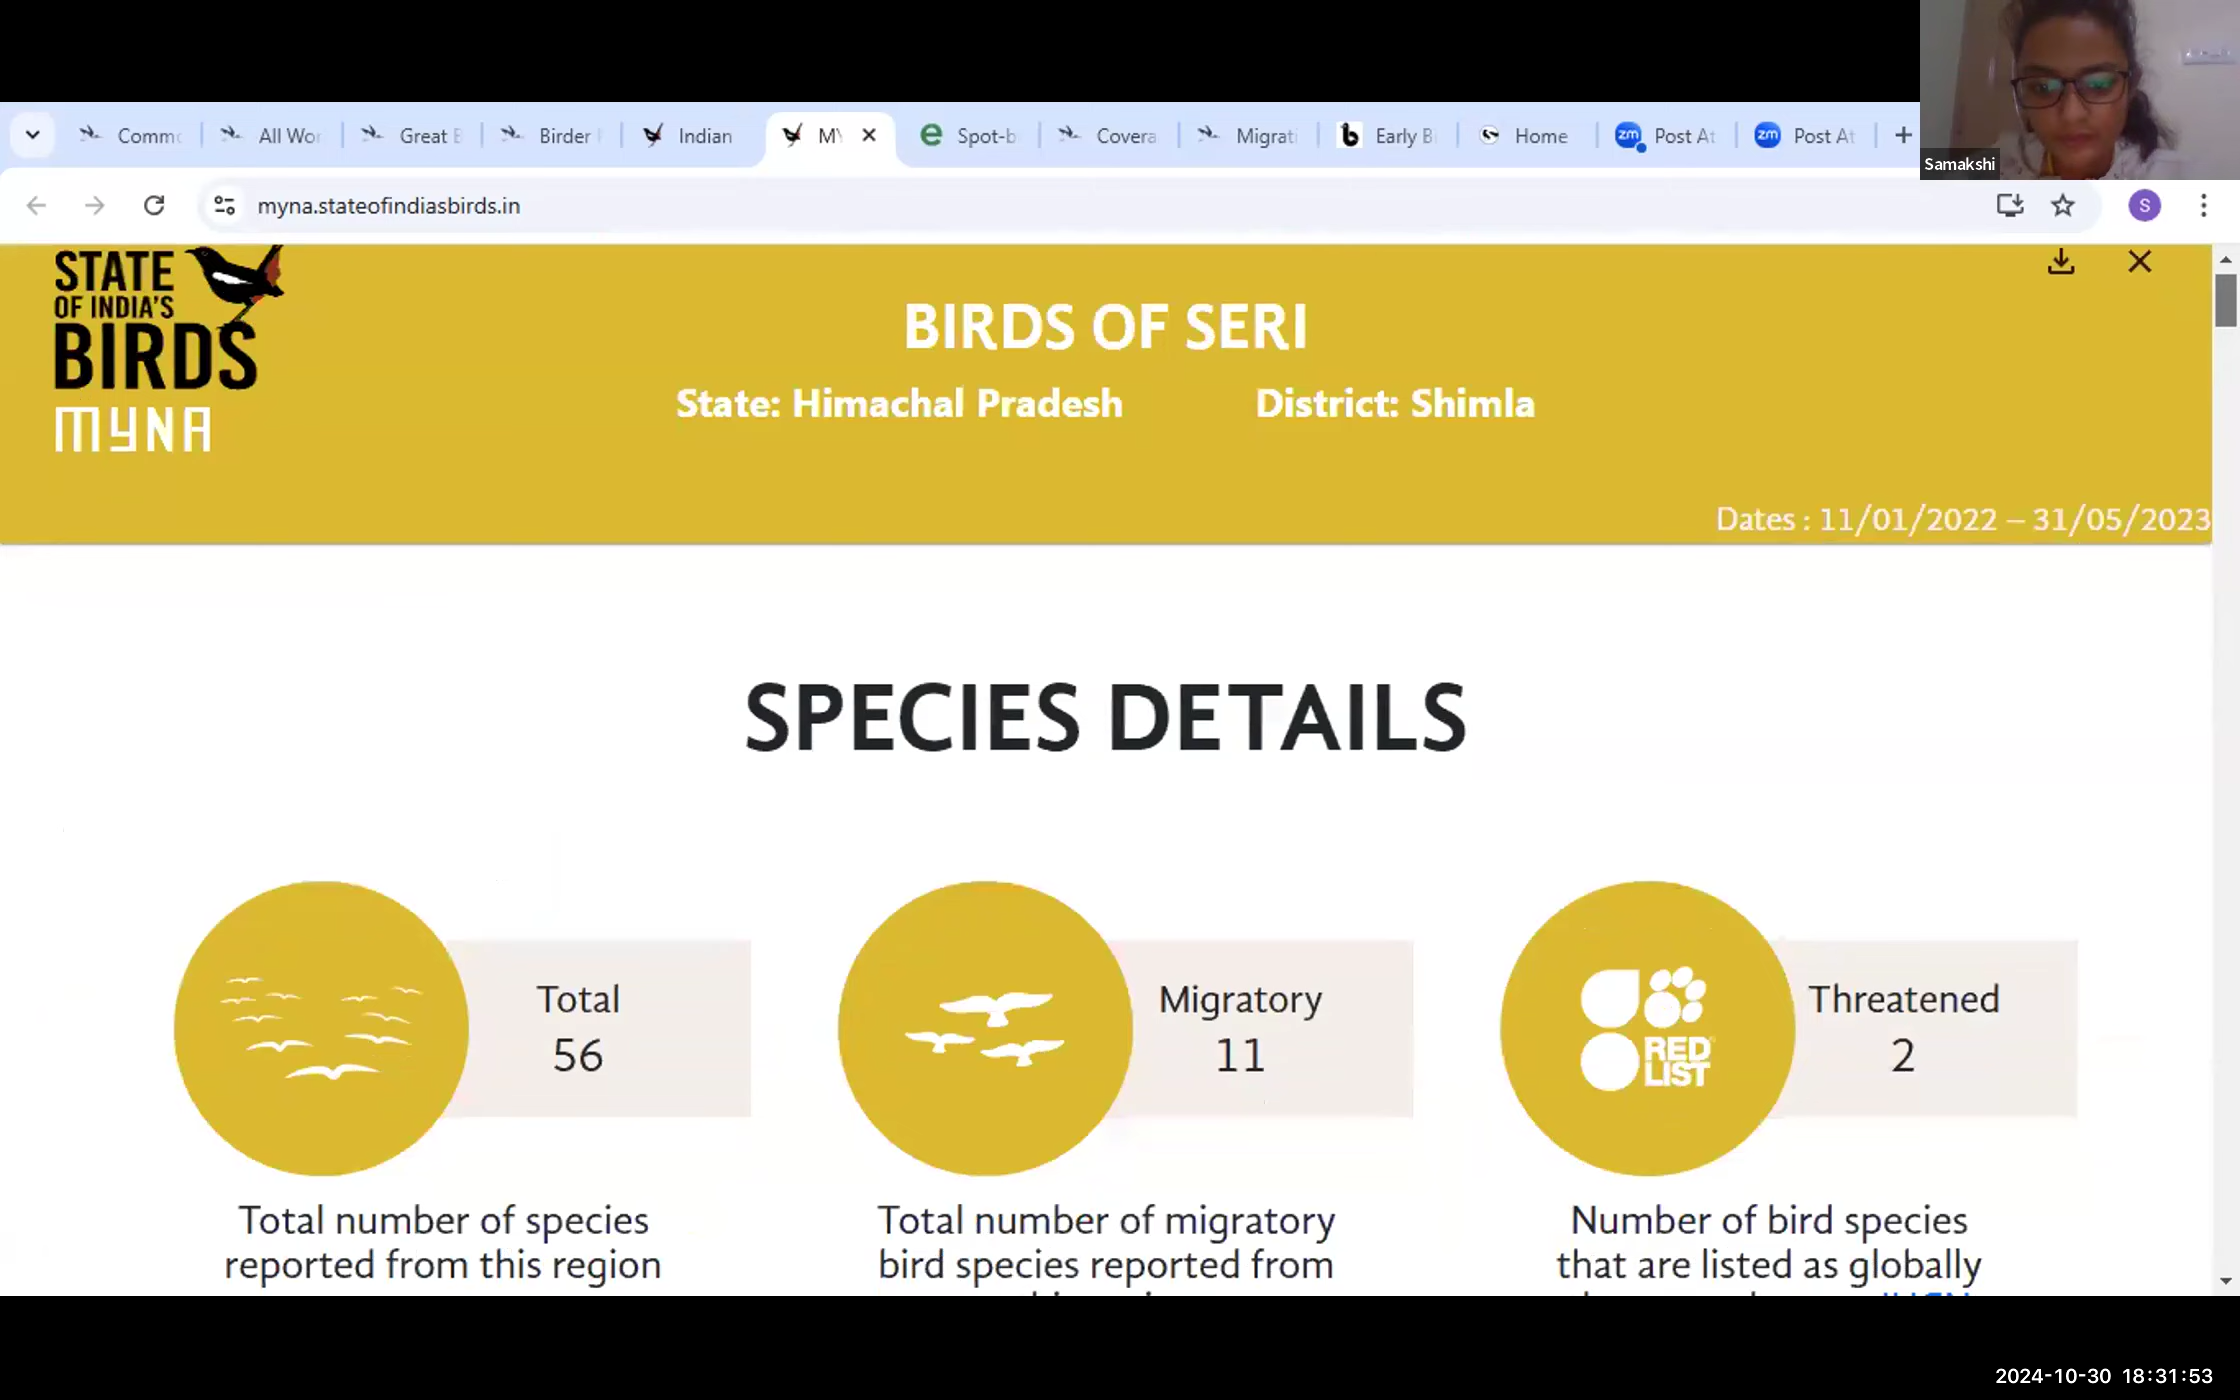 Samakshi
Comm
All Wo
Great
Birder
Indian
MY
Spot-b
Covera
Migrati
Early Bi
Home
Post At
Post At
myna.stateofindiasbirds.in
S
STATE
OF INDIA'S
BIRDS
MYNA
BIRDS OF SERI
State: Himachal Pradesh District: Shimla
Dates : 11/01/2022 – 31/05/2023
SPECIES DETAILS
Total
56
Migratory
11
RED
LIST
Threatened
2
Total number of species
reported from this region
Total number of migratory
bird species reported from
Number of bird species
that are listed as globally
2024-10-30 18:31:53